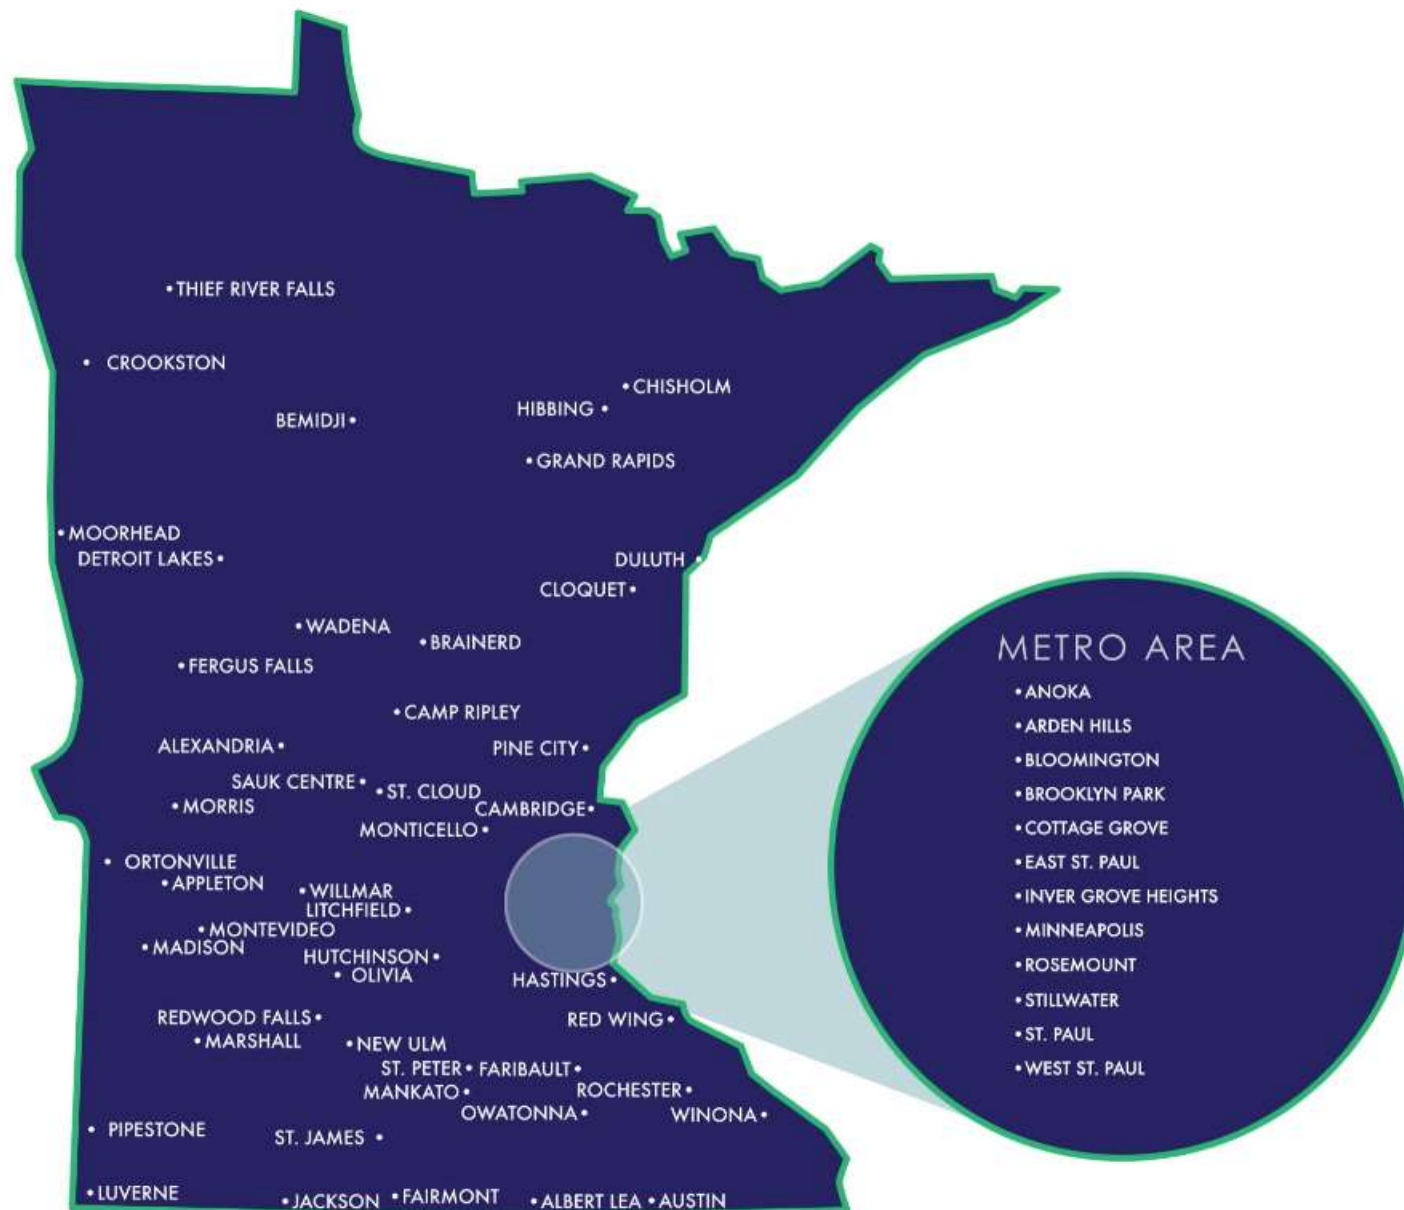 THIEF RIVER FALLS
CROOKSTON
CHISHOLM
HIBBING
BEMIDJI
GRAND RAPIDS
MOORHEAD
DETROIT LAKES
DULUTH
CLOQUET
WADENA
BRAINERD
FERGUS FALLS
CAMP RIPLEY
ALEXANDRIA
PINE CITY
SAUK CENTRE
ST. CLOUD
MORRIS
CAMBRIDGE
MONTICELLO
ORTONVILLE
APPLETON
WILLMAR
LITCHFIELD
MONTEVIDEO
MADISON
HUTCHINSON
OLIVIA
HASTINGS
REDWOOD FALLS
RED WING
MARSHALL
NEW ULM
ST. PETER
FARIBAULT
MANKATO
ROCHESTER
OWATONNA
WINONA
PIPESTONE
ST. JAMES
LUVERNE
JACKSON
FAIRMONT
ALBERT LEA
AUSTIN
METRO AREA
•ANOKA
•ARDEN HILLS
•BLOOMINGTON
•BROOKLYN PARK
•COTTAGE GROVE
•EAST ST. PAUL
•INVER GROVE HEIGHTS
•MINNEAPOLIS
•ROSEMOUNT
•STILLWATER
•ST. PAUL
•WEST ST. PAUL